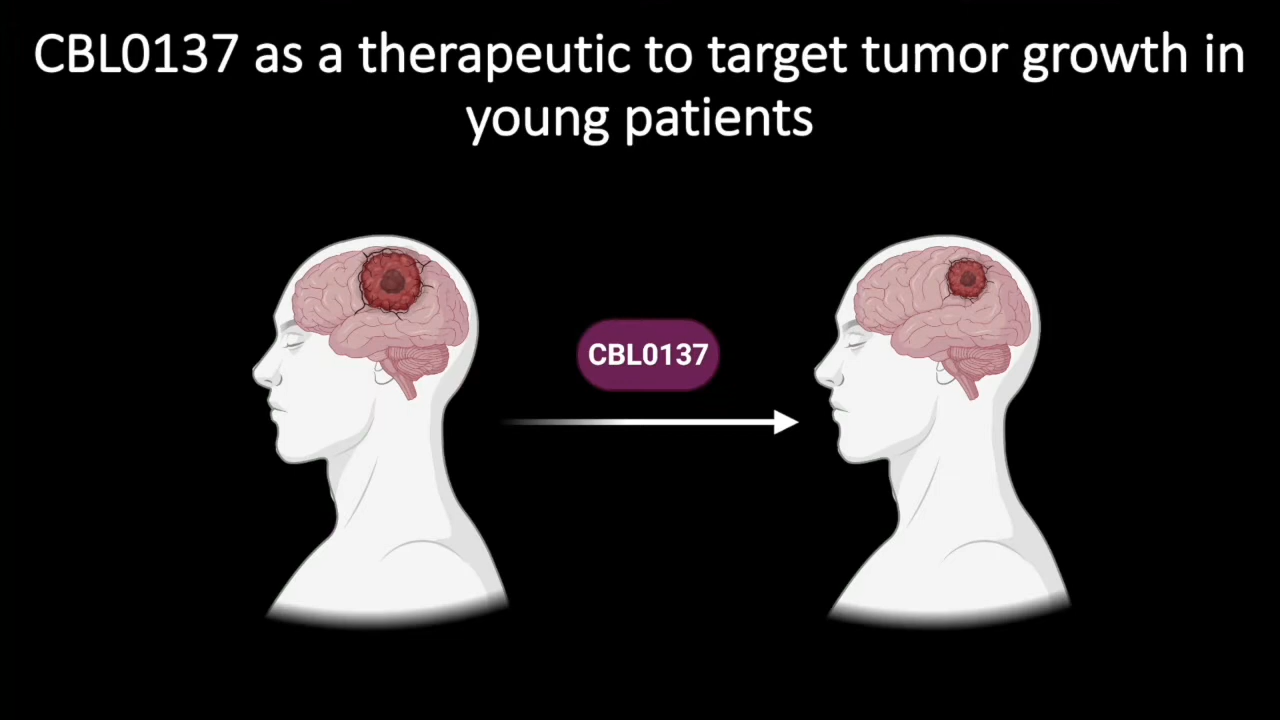 CBL0137 as a therapeutic to target tumor growth in
young patients
CBL0137